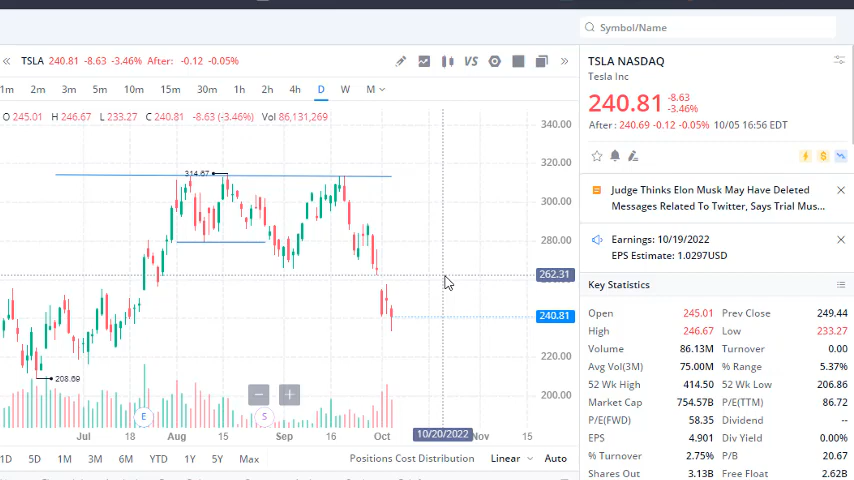 Symbol/Name
TSLA 240.81 -8.63 -3.46% After: -0.12 -0.05%
VS
1m 2m 3m 5m 10m 15m 30m 1h 2h 4h D W M
O 245.01 H 246.67 L 233.27 C 240.81 -8.63 (-3.46%) Vol 86,131,269
340.00
320.00
314.67
300.00
280.00
262.31
240.81
220.00
208.69
200.00
E S
Jul 18 Aug 15 Sep 16 Oct 10/20/2022 Nov 15
1D 5D 1M 3M 6M YTD 1Y 5Y Max Positions Cost Distribution Linear Auto
TSLA NASDAQ
Tesla Inc
240.81 -8.63
-3.46%
After : 240.69 -0.12 -0.05% 10/05 16:56 EDT
Judge Thinks Elon Musk May Have Deleted
Messages Related To Twitter, Says Trial Mus...
Earnings: 10/19/2022
EPS Estimate: 1.0297USD
Key Statistics
Open 245.01 Prev Close 249.44
High 246.67 Low 233.27
Volume 86.13M Turnover 0.00
Avg Vol(3M) 75.00M % Range 5.37%
52 Wk High 414.50 52 Wk Low 206.86
Market Cap 754.57B P/E(TTM) 86.72
P/E(FWD) 58.35 Dividend --
EPS 4.901 Div Yield 0.00%
% Turnover 2.75% P/B 20.67
Shares Out 3.13B Free Float 2.62B